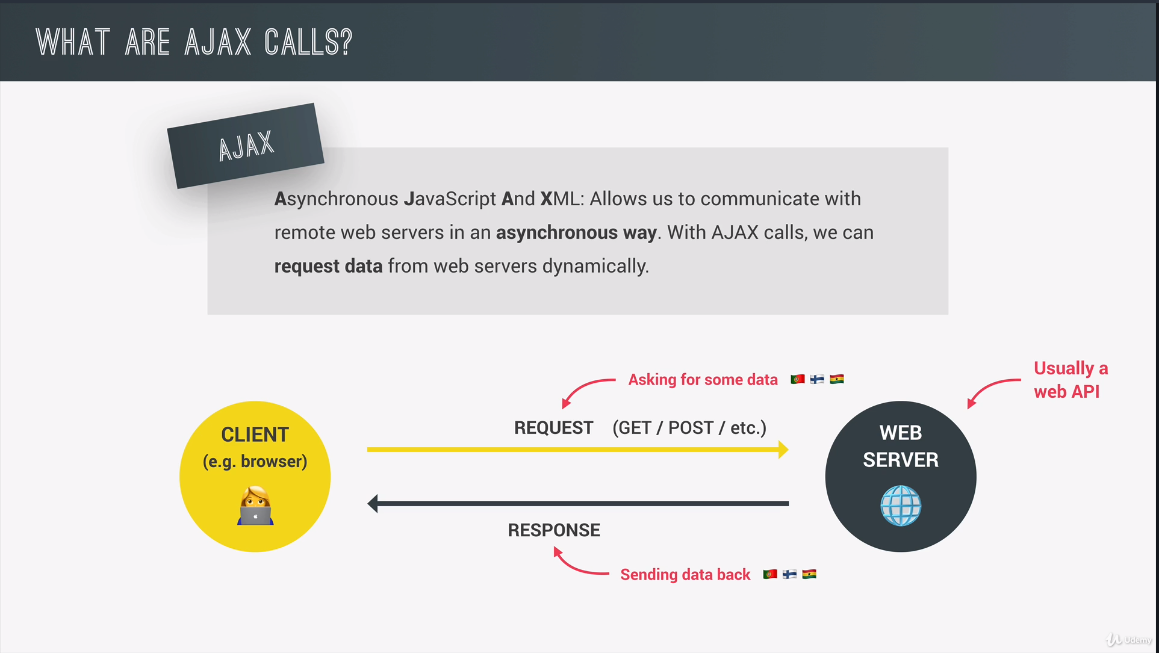 WHAT ARE AJAX CALLS?
AJAX
Asynchronous JavaScript And XML: Allows us to communicate with
remote web servers in an asynchronous way. With AJAX calls, we can
request data from web servers dynamically.
Usually a
web API
Asking for some data
REQUEST (GET / POST / etc.)
CLIENT
(e.g. browser)
WEB
SERVER
RESPONSE
Sending data back
Udemy